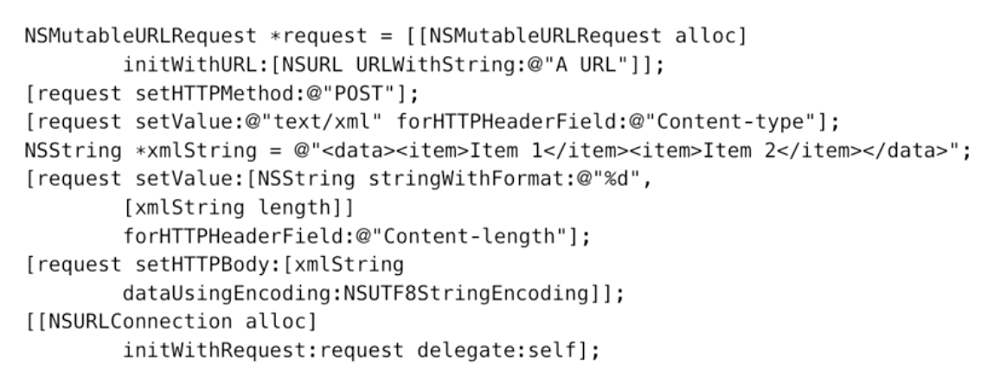 NSMutableURLRequest *request = [[NSMutableURLRequest alloc]
        initWithURL:[NSURL URLWithString:@"A URL"]];
[request setHTTPMethod:@"POST"];
[request setValue:@"text/xml" forHTTPHeaderField:@"Content-type"];
NSString *xmlString = @"<data><item>Item 1</item><item>Item 2</item></data>";
[request setValue:[NSString stringWithFormat:@"%d",
        [xmlString length]]
        forHTTPHeaderField:@"Content-length"];
[request setHTTPBody:[xmlString
        dataUsingEncoding:NSUTF8StringEncoding]];
[[NSURLConnection alloc]
        initWithRequest:request delegate:self];